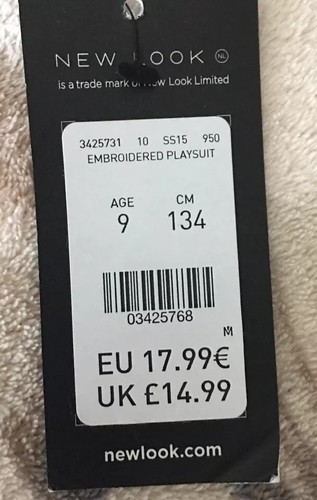 NEW LOOK NL
is a trade mark of New Look Limited
3425731 10 SS15 950
EMBROIDERED PLAYSUIT
AGE CM
9 134
03425768
M
EU 17.99€
UK £14.99
newlook.com